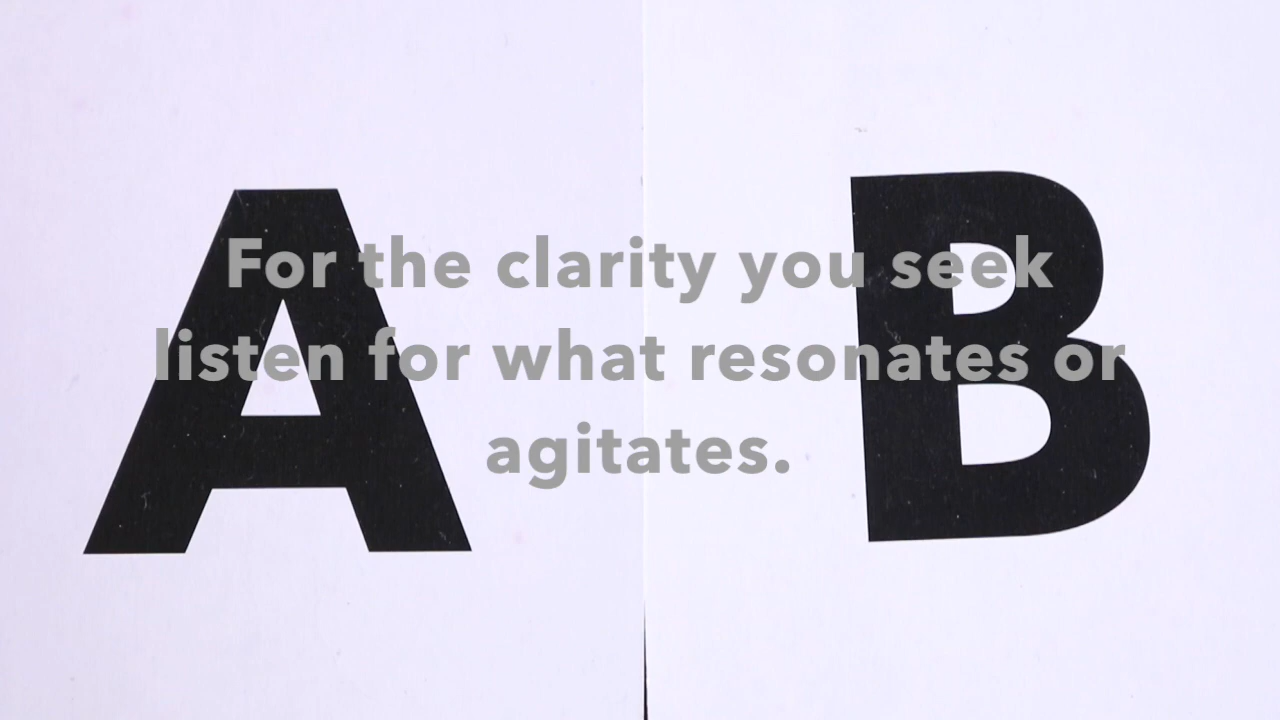 A B
For the clarity you seek
listen for what resonates or
agitates.